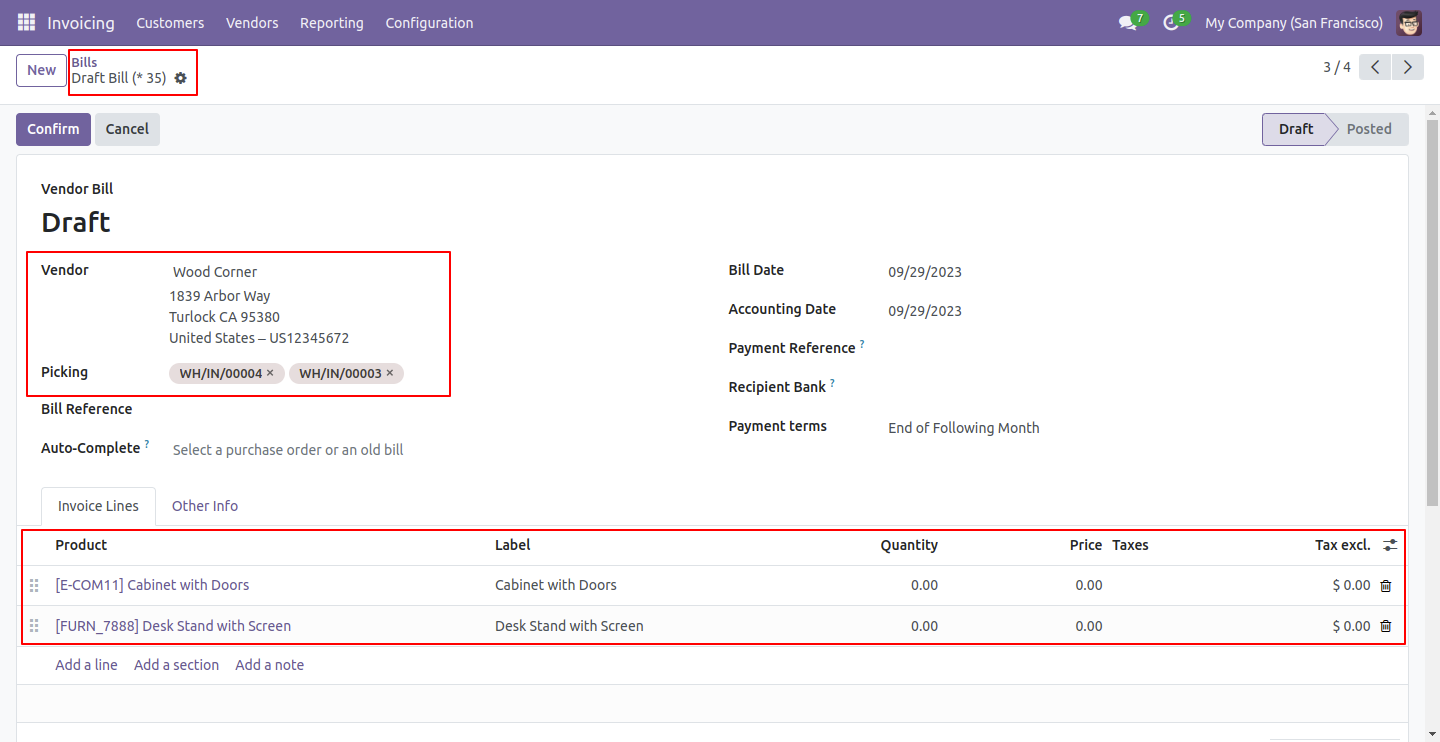 Invoicing Customers Vendors Reporting Configuration 7 5 My Company (San Francisco)
New Bills 3 / 4
Draft Bill (* 35)
Confirm Cancel Draft Posted
Vendor Bill
Draft
Vendor Wood Corner Bill Date 09/29/2023
1839 Arbor Way
Turlock CA 95380 Accounting Date 09/29/2023
United States – US12345672
Payment Reference ?
Picking WH/IN/00004 × WH/IN/00003 ×
Recipient Bank ?
Bill Reference
Payment terms End of Following Month
Auto-Complete ? Select a purchase order or an old bill
Invoice Lines Other Info
Product Label Quantity Price Taxes Tax excl.
[E-COM11] Cabinet with Doors Cabinet with Doors 0.00 0.00 $ 0.00
[FURN_7888] Desk Stand with Screen Desk Stand with Screen 0.00 0.00 $ 0.00
Add a line Add a section Add a note